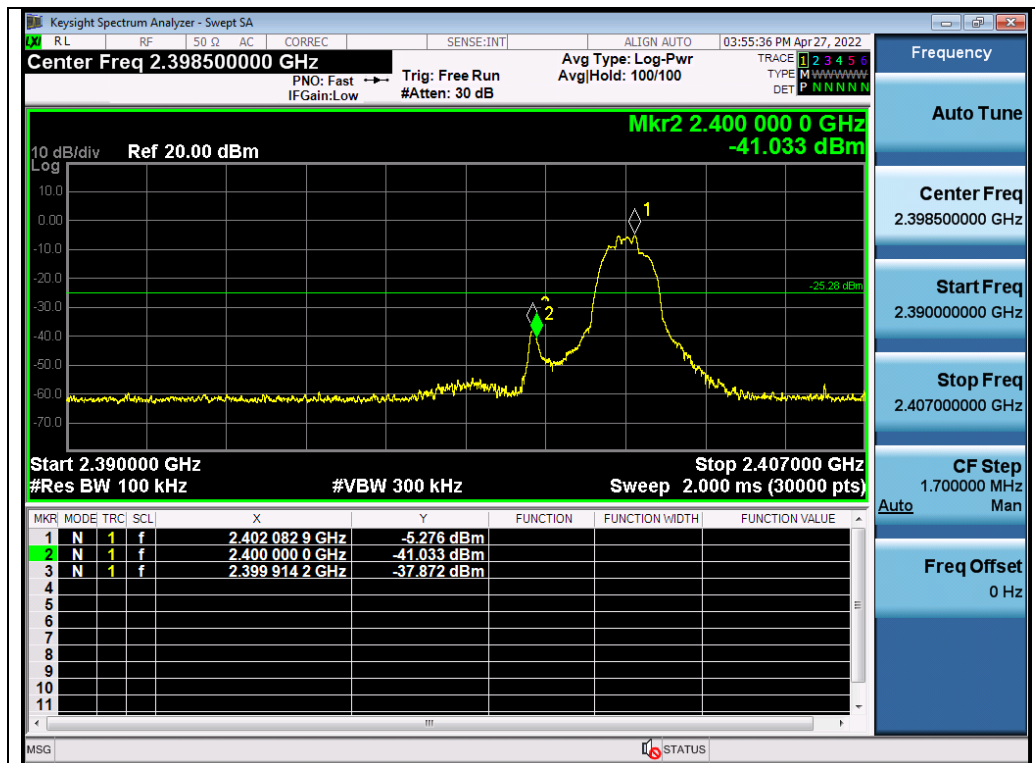 Keysight Spectrum Analyzer - Swept SA
LXI RL RF 50 Ω AC CORREC SENSE:INT ALIGN AUTO 03:55:36 PM Apr 27, 2022
Center Freq 2.398500000 GHz
PNO: Fast
IFGain:Low
Trig: Free Run
#Atten: 30 dB
Avg Type: Log-Pwr
Avg|Hold: 100/100
TRACE 1 2 3 4 5 6
TYPE M WWWWW
DET P N N N N N
Mkr2 2.400 000 0 GHz
-41.033 dBm
10 dB/div Ref 20.00 dBm
Log
10.0
0.00
-10.0
-20.0
-30.0
-40.0
-50.0
-60.0
-70.0
1
2
-25.28 dBm
Start 2.390000 GHz Stop 2.407000 GHz
#Res BW 100 kHz #VBW 300 kHz Sweep 2.000 ms (30000 pts)
MKR MODE TRC SCL X Y FUNCTION FUNCTION WIDTH FUNCTION VALUE
1 N 1 f 2.402 082 9 GHz -5.276 dBm
2 N 1 f 2.400 000 0 GHz -41.033 dBm
3 N 1 f 2.399 914 2 GHz -37.872 dBm
4
5
6
7
8
9
10
11
MSG STATUS
Frequency
Auto Tune
Center Freq
2.398500000 GHz
Start Freq
2.390000000 GHz
Stop Freq
2.407000000 GHz
CF Step
1.700000 MHz
Auto Man
Freq Offset
0 Hz